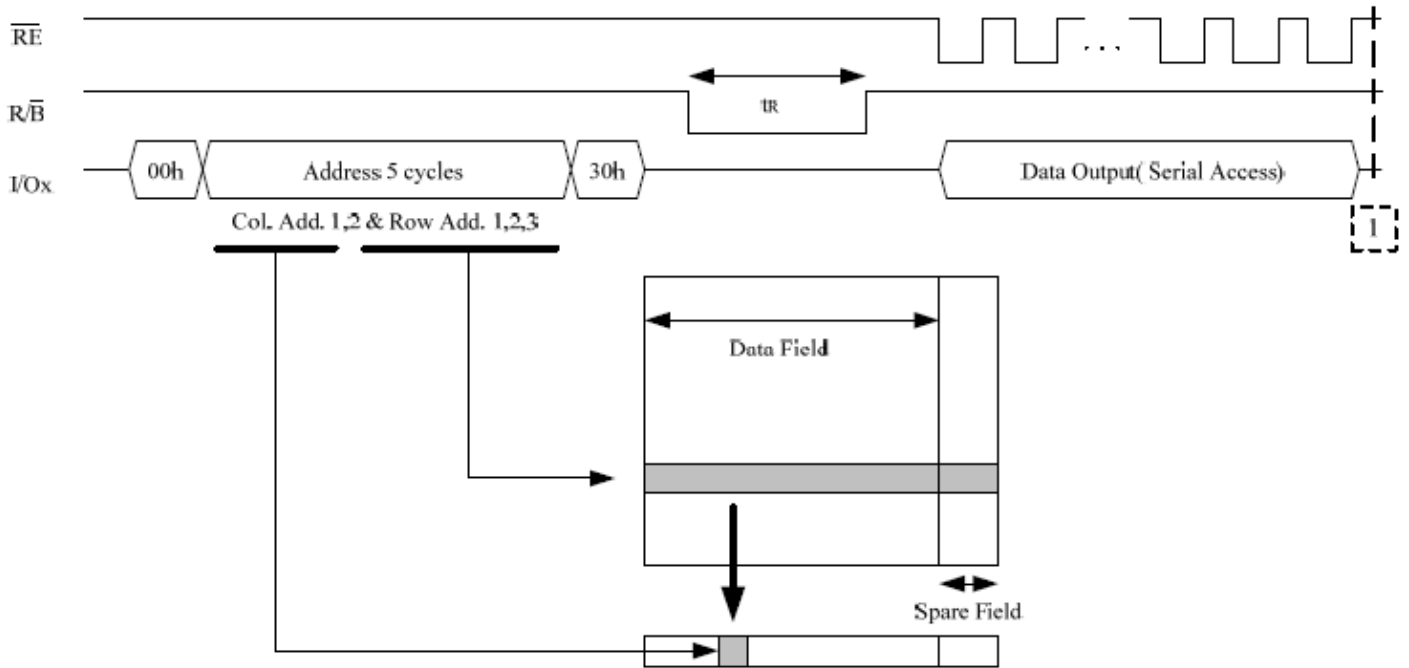 RE
R/B
tR
I/Ox
00h
Address 5 cycles
30h
Data Output( Serial Access)
Col. Add. 1,2 & Row Add. 1,2,3
1
Data Field
Spare Field